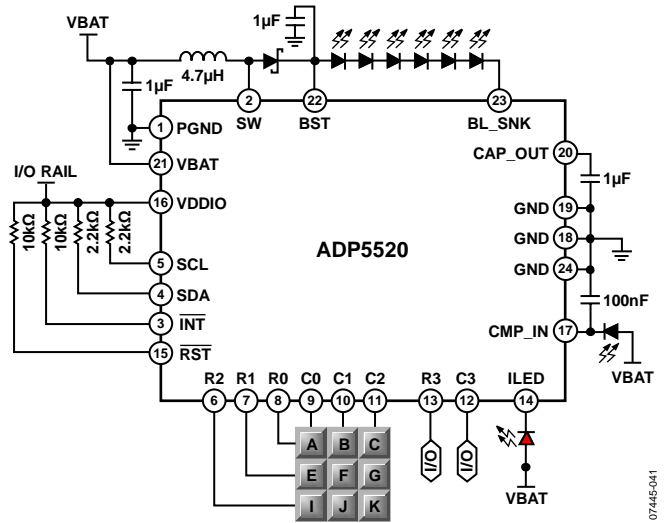 VBAT
1µF
1µF
4.7µH
2
SW
22
BST
23
BL_SNK
1 PGND
21 VBAT
I/O RAIL
16 VDDIO
10kΩ
10kΩ
2.2kΩ
2.2kΩ
5 SCL
4 SDA
3 INT
15 RST
ADP5520
CAP_OUT 20
1µF
GND 19
GND 18
GND 24
100nF
CMP_IN 17
VBAT
R2 R1 R0 C0 C1 C2 R3 C3 ILED
6 7 8 9 10 11 13 12 14
A B C
E F G
I J K
I/O
I/O
VBAT
07445-041